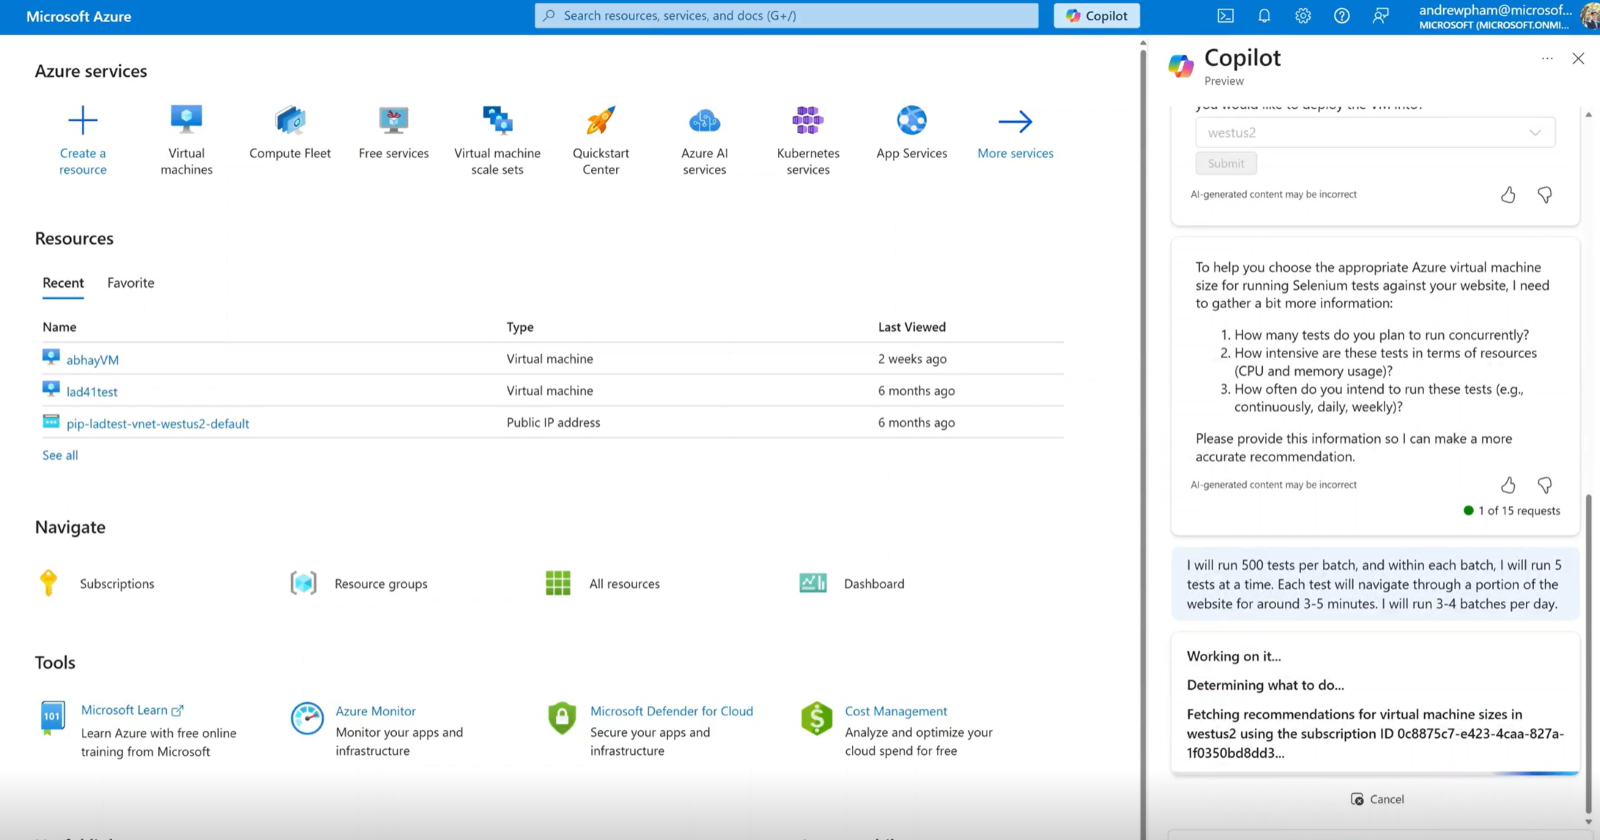 Microsoft Azure
Search resources, services, and docs (G+/)
Copilot
andrewpham@microsof...
MICROSOFT (MICROSOFT.ONMI...
Azure services
Create a
resource
Virtual
machines
Compute Fleet
Free services
Virtual machine
scale sets
Quickstart
Center
Azure AI
services
Kubernetes
services
App Services
More services
Resources
Recent
Favorite
Name
Type
Last Viewed
abhayVM
Virtual machine
2 weeks ago
lad41test
Virtual machine
6 months ago
pip-ladtest-vnet-westus2-default
Public IP address
6 months ago
See all
Navigate
Subscriptions
Resource groups
All resources
Dashboard
Tools
101
Microsoft Learn
Learn Azure with free online
training from Microsoft
Azure Monitor
Monitor your apps and
infrastructure
Microsoft Defender for Cloud
Secure your apps and
infrastructure
Cost Management
Analyze and optimize your
cloud spend for free
Copilot
Preview
you would like to deploy the VM into?
westus2
Submit
AI-generated content may be incorrect
To help you choose the appropriate Azure virtual machine
size for running Selenium tests against your website, I need
to gather a bit more information:
1. How many tests do you plan to run concurrently?
2. How intensive are these tests in terms of resources
(CPU and memory usage)?
3. How often do you intend to run these tests (e.g.,
continuously, daily, weekly)?
Please provide this information so I can make a more
accurate recommendation.
AI-generated content may be incorrect
1 of 15 requests
I will run 500 tests per batch, and within each batch, I will run 5
tests at a time. Each test will navigate through a portion of the
website for around 3-5 minutes. I will run 3-4 batches per day.
Working on it...
Determining what to do...
Fetching recommendations for virtual machine sizes in
westus2 using the subscription ID 0c8875c7-e423-4caa-827a-
1f0350bd8dd3...
Cancel